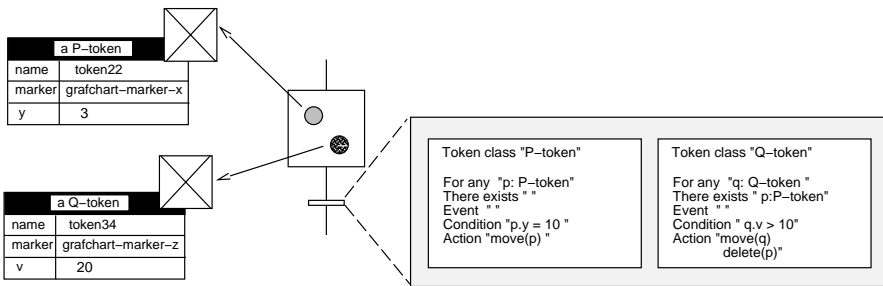 a P−token
name token22
marker grafchart−marker−x
y 3
a Q−token
name token34
marker grafchart−marker−z
v 20
Token class "P−token"
For any "p: P−token"
There exists " "
Event " "
Condition "p.y = 10 "
Action "move(p) "
Token class "Q−token"
For any "q: Q−token "
There exists " p:P−token"
Event " "
Condition " q.v > 10"
Action "move(q)
delete(p)"